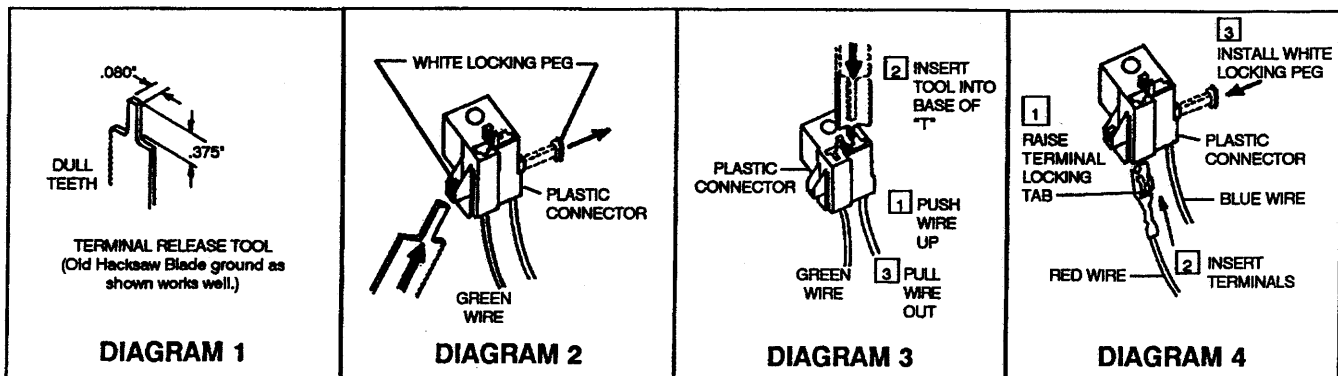 .080"
.375"
DULL
TEETH
TERMINAL RELEASE TOOL
(Old Hacksaw Blade ground as
shown works well.)
DIAGRAM 1
WHITE LOCKING PEG
PLASTIC
CONNECTOR
GREEN
WIRE
DIAGRAM 2
2 INSERT
TOOL INTO
BASE OF
"T"
PLASTIC
CONNECTOR
1 PUSH
WIRE
UP
GREEN
WIRE
3 PULL
WIRE
OUT
DIAGRAM 3
3
INSTALL WHITE
LOCKING PEG
1
RAISE
TERMINAL
LOCKING
TAB
PLASTIC
CONNECTOR
BLUE WIRE
RED WIRE
2 INSERT
TERMINALS
DIAGRAM 4